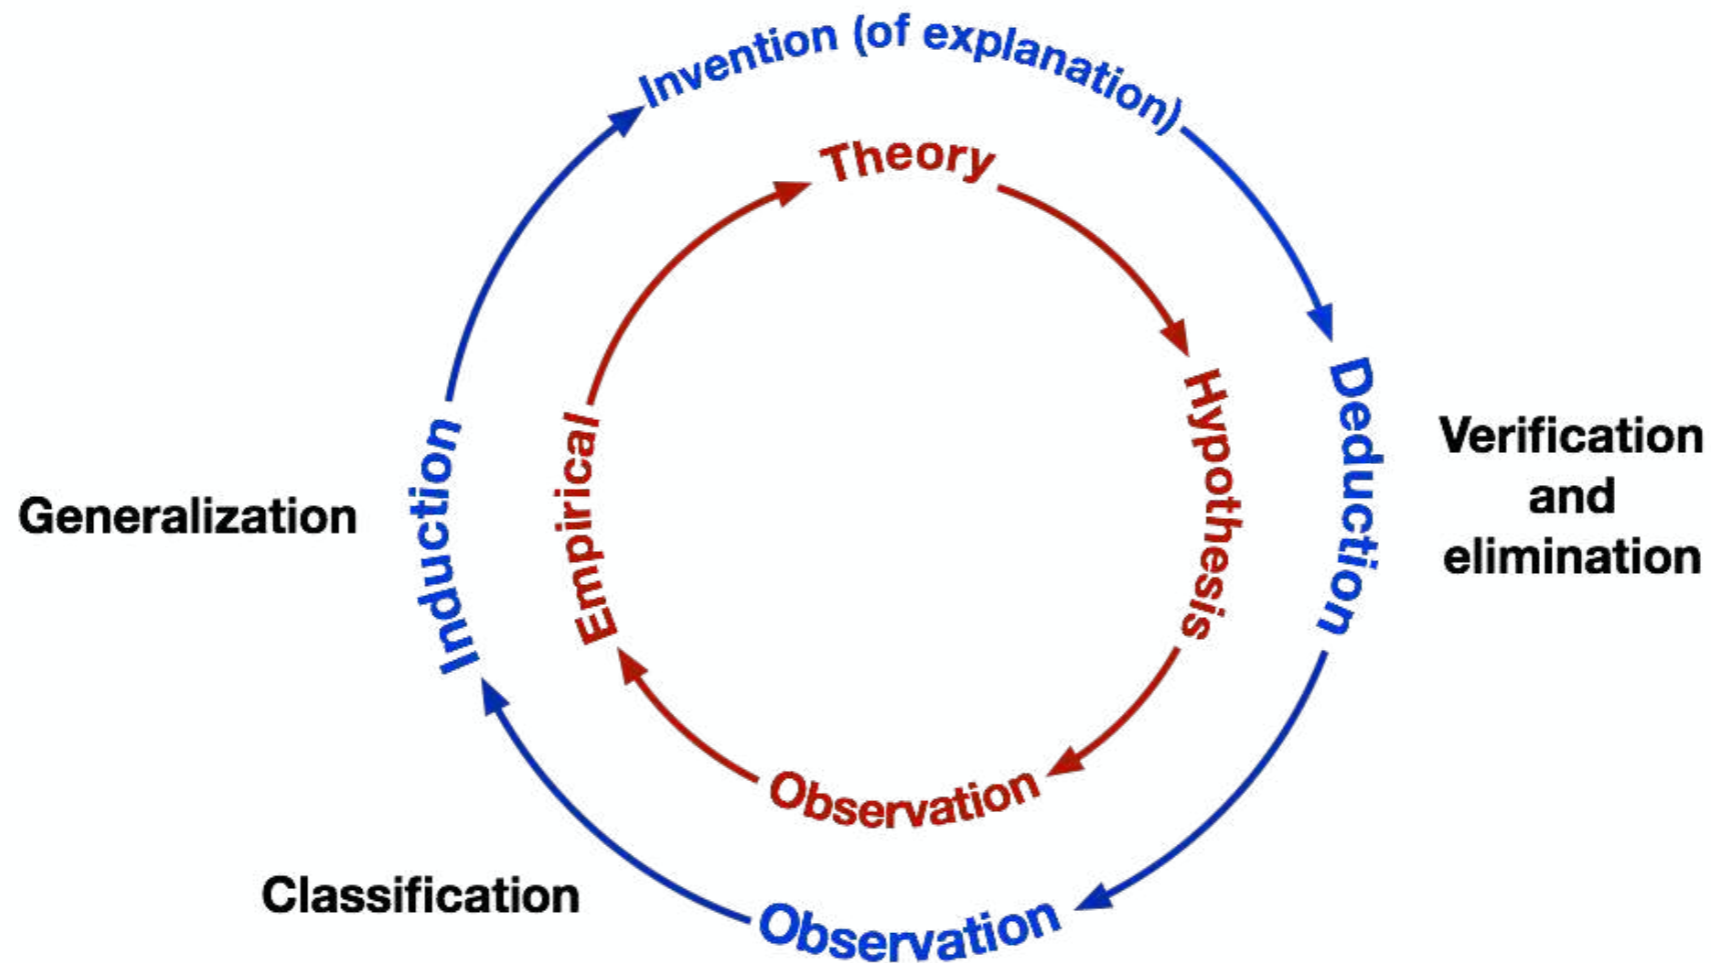 Invention (of explanation)
Theory
Hypothesis
Deduction
Verification
and
elimination
Empirical
Induction
Generalization
Observation
Observation
Classification